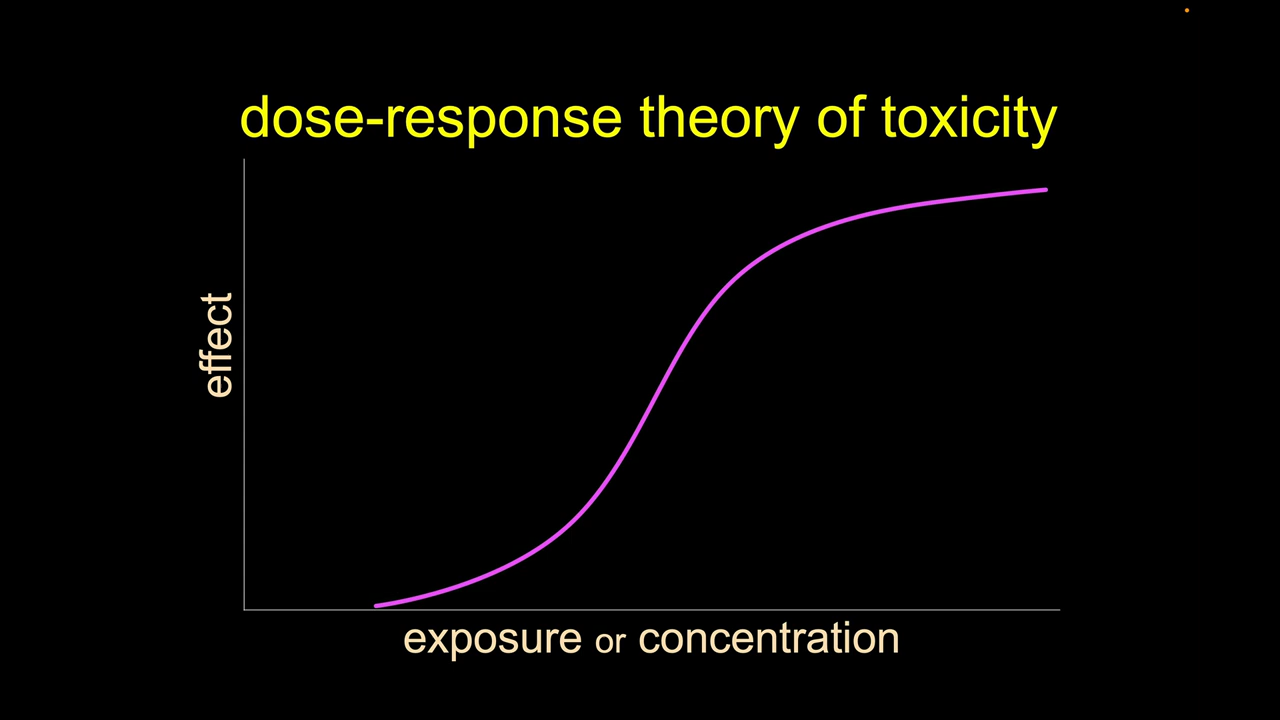 dose-response theory of toxicity
effect
exposure or concentration